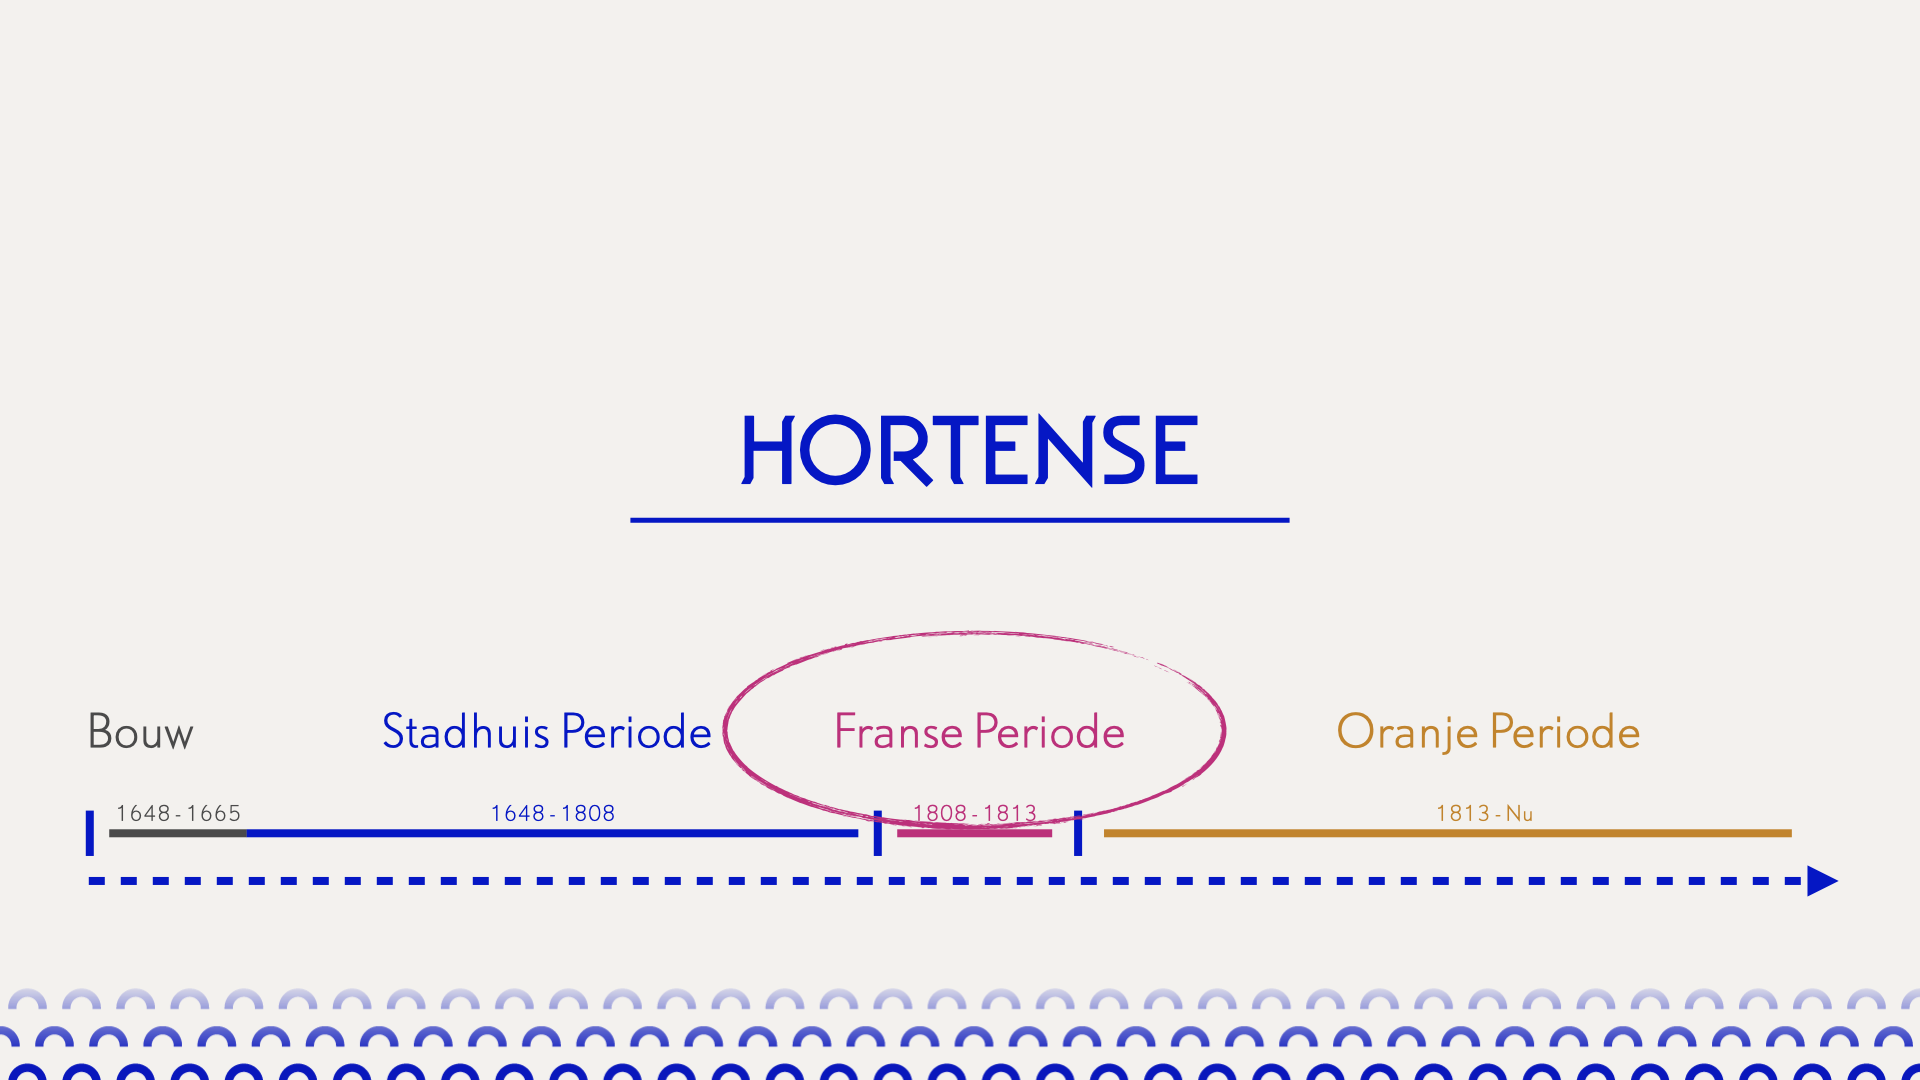 HORTENSE
Bouw
Stadhuis Periode
Franse Periode
Oranje Periode
1648 - 1665
1648 - 1808
1808 - 1813
1813 - Nu